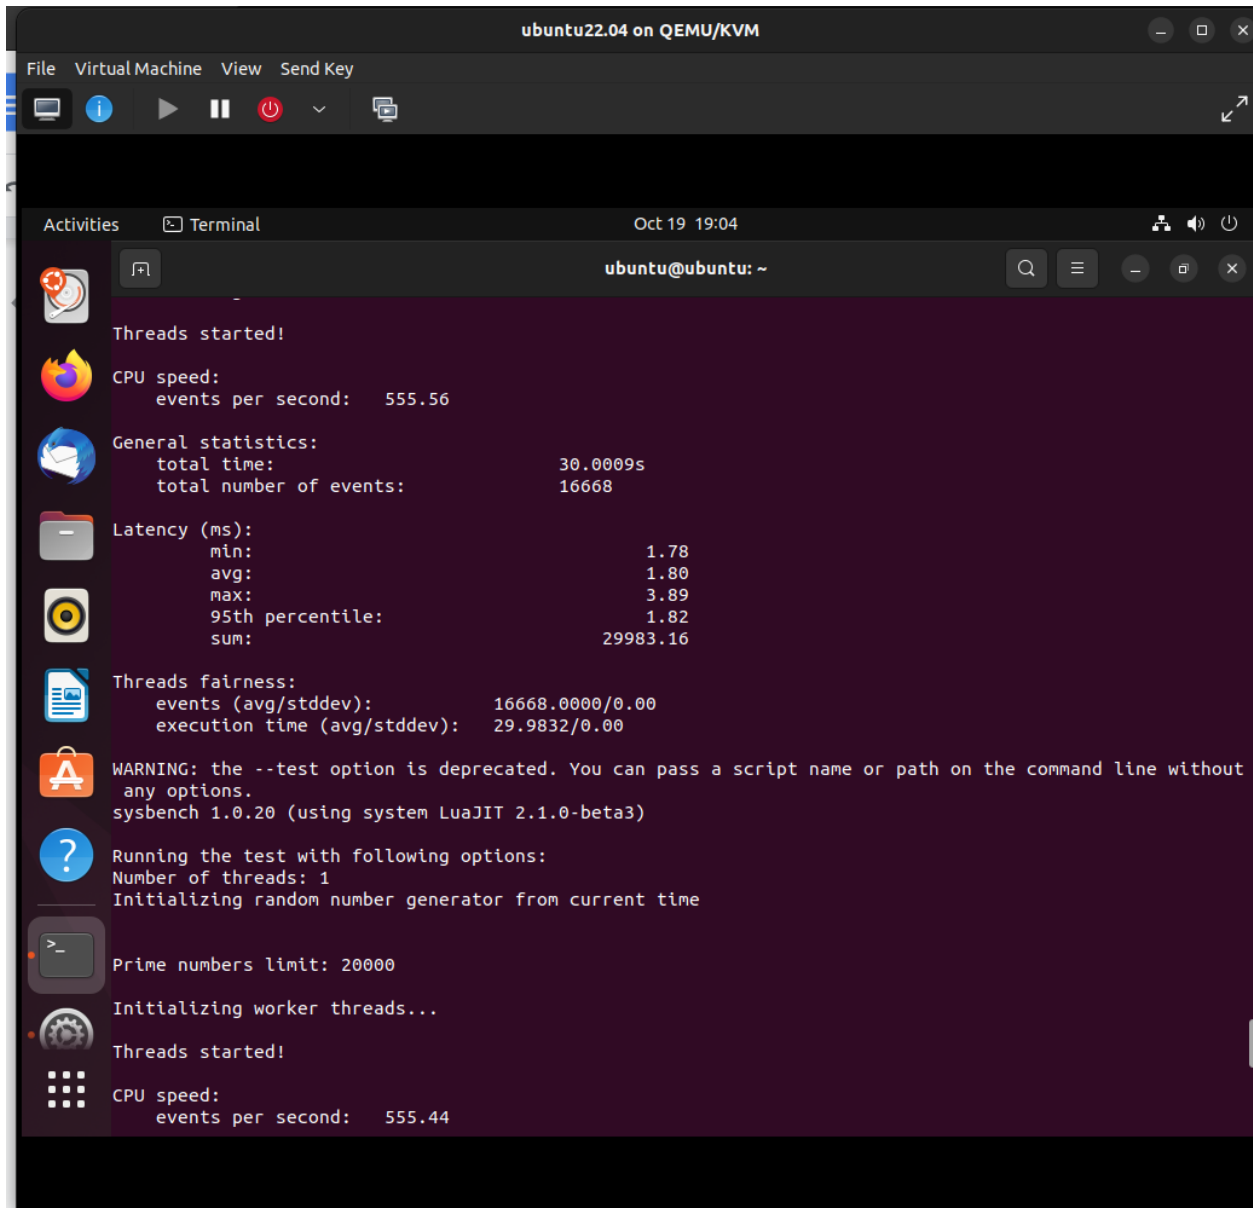 ubuntu22.04 on QEMU/KVM
File Virtual Machine View Send Key
Activities Terminal Oct 19 19:04
ubuntu@ubuntu: ~
Threads started!
CPU speed:
events per second: 555.56
General statistics:
total time: 30.0009s
total number of events: 16668
Latency (ms):
min: 1.78
avg: 1.80
max: 3.89
95th percentile: 1.82
sum: 29983.16
Threads fairness:
events (avg/stddev): 16668.0000/0.00
execution time (avg/stddev): 29.9832/0.00
WARNING: the --test option is deprecated. You can pass a script name or path on the command line without
any options.
sysbench 1.0.20 (using system LuaJIT 2.1.0-beta3)
Running the test with following options:
Number of threads: 1
Initializing random number generator from current time
Prime numbers limit: 20000
Initializing worker threads...
Threads started!
CPU speed:
events per second: 555.44